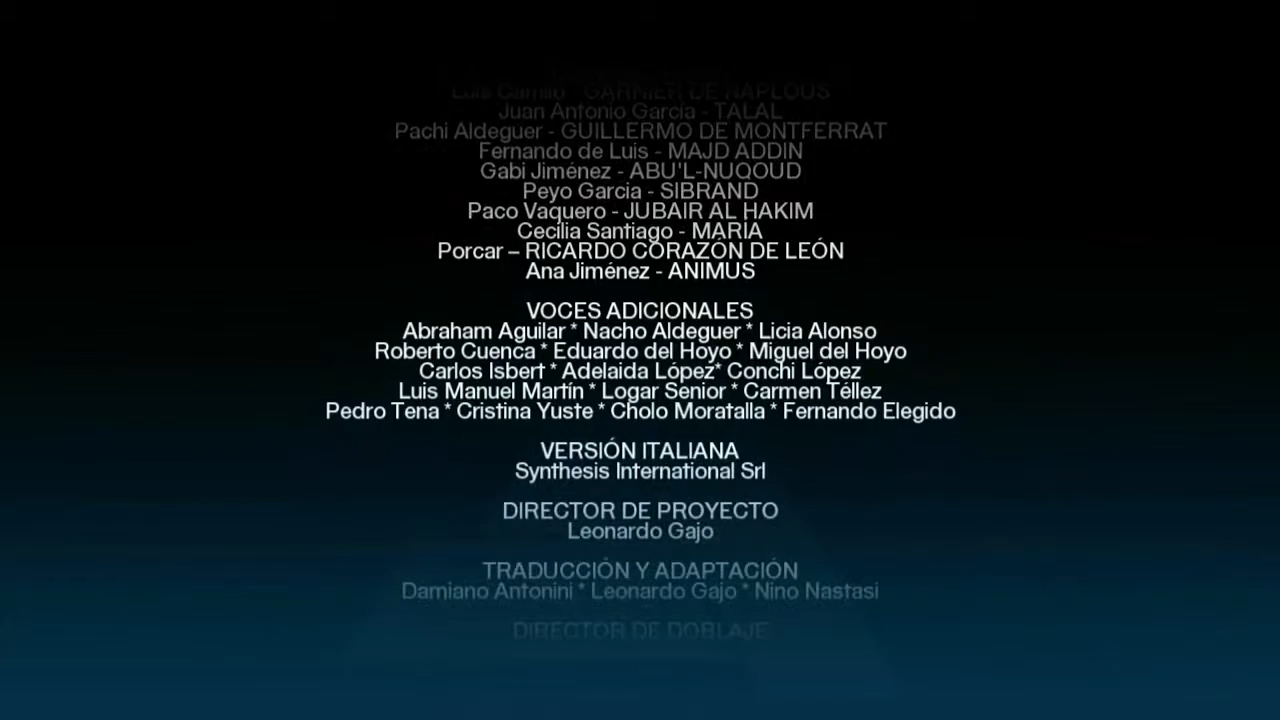 Luis Carrillo - GARNIER DE NAPLOUS
Juan Antonio García - TALAL
Pachi Aldeguer - GUILLERMO DE MONTFERRAT
Fernando de Luis - MAJD ADDIN
Gabi Jiménez - ABU'L-NUQOUD
Peyo Garcia - SIBRAND
Paco Vaquero - JUBAIR AL HAKIM
Cecilia Santiago - MARÍA
Porcar – RICARDO CORAZÓN DE LEÓN
Ana Jiménez - ANIMUS
VOCES ADICIONALES
Abraham Aguilar * Nacho Aldeguer * Licia Alonso
Roberto Cuenca * Eduardo del Hoyo * Miguel del Hoyo
Carlos Isbert * Adelaida López* Conchi López
Luis Manuel Martín * Logar Senior * Carmen Téllez
Pedro Tena * Cristina Yuste * Cholo Moratalla * Fernando Elegido
VERSIÓN ITALIANA
Synthesis International Srl
DIRECTOR DE PROYECTO
Leonardo Gajo
TRADUCCIÓN Y ADAPTACIÓN
Damiano Antonini * Leonardo Gajo * Nino Nastasi
DIRECTOR DE DOBLAJE